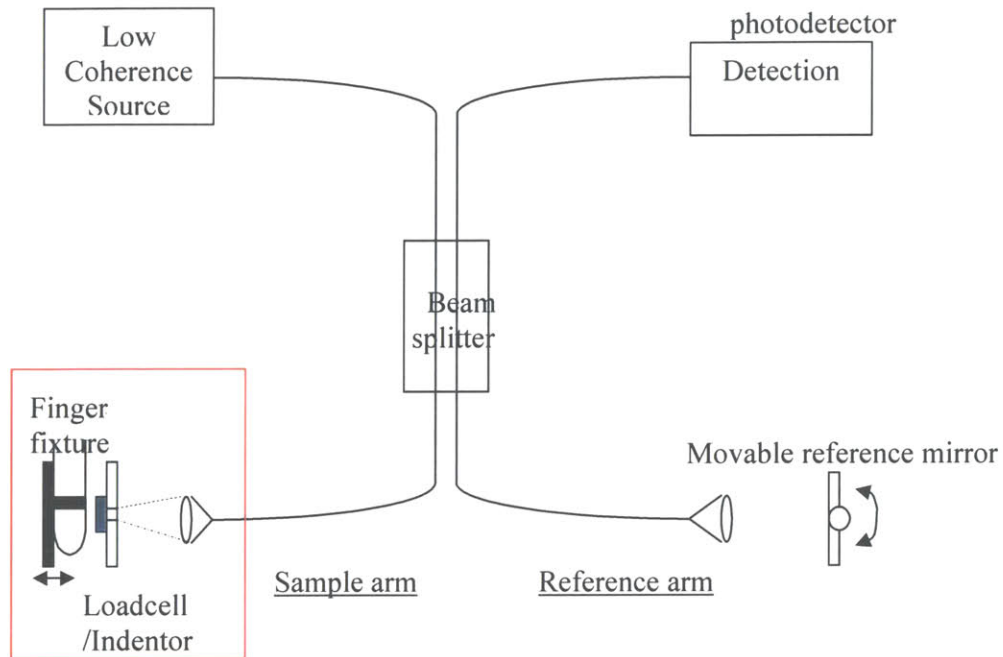 Low
Coherence
Source
photodetector
Detection
Beam
splitter
Finger
fixture
Movable reference mirror
Sample arm
Reference arm
Loadcell
/Indentor